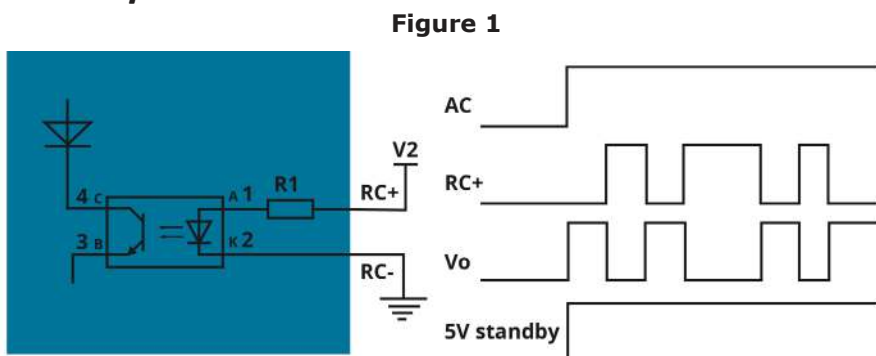 Figure 1
AC
V2
4 C
A 1
R1
RC+
RC+
3 B
K 2
RC-
Vo
5V standby